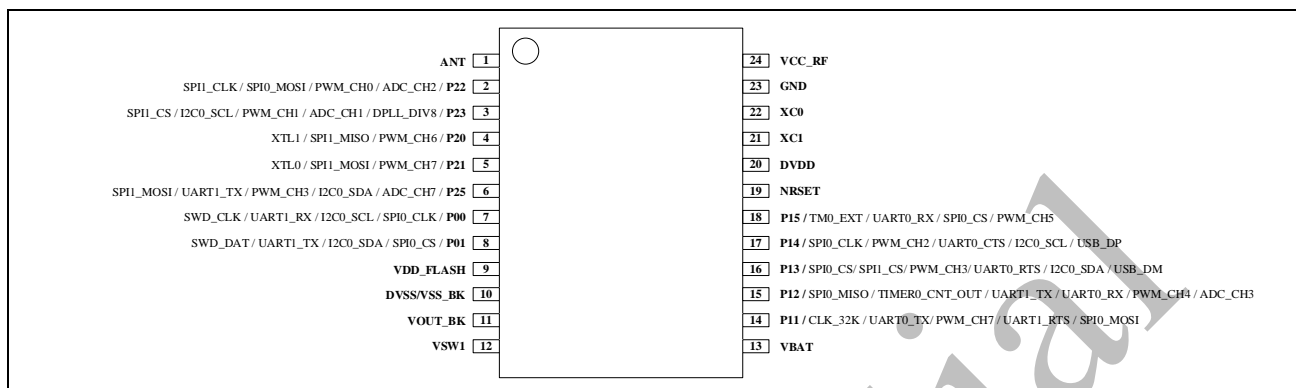 ANT 1
SPI1_CLK / SPI0_MOSI / PWM_CH0 / ADC_CH2 / P22 2
SPI1_CS / I2C0_SCL / PWM_CH1 / ADC_CH1 / DPLL_DIV8 / P23 3
XTL1 / SPI1_MISO / PWM_CH6 / P20 4
XTL0 / SPI1_MOSI / PWM_CH7 / P21 5
SPI1_MOSI / UART1_TX / PWM_CH3 / I2C0_SDA / ADC_CH7 / P25 6
SWD_CLK / UART1_RX / I2C0_SCL / SPI0_CLK / P00 7
SWD_DAT / UART1_TX / I2C0_SDA / SPI0_CS / P01 8
VDD_FLASH 9
DVSS/VSS_BK 10
VOUT_BK 11
VSW1 12
24 VCC_RF
23 GND
22 XC0
21 XC1
20 DVDD
19 NRSET
18 P15 / TM0_EXT / UART0_RX / SPI0_CS / PWM_CH5
17 P14 / SPI0_CLK / PWM_CH2 / UART0_CTS / I2C0_SCL / USB_DP
16 P13 / SPI0_CS/ SPI1_CS/ PWM_CH3/ UART0_RTS / I2C0_SDA / USB_DM
15 P12 / SPI0_MISO / TIMER0_CNT_OUT / UART1_TX / UART0_RX / PWM_CH4 / ADC_CH3
14 P11 / CLK_32K / UART0_TX/ PWM_CH7 / UART1_RTS / SPI0_MOSI
13 VBAT